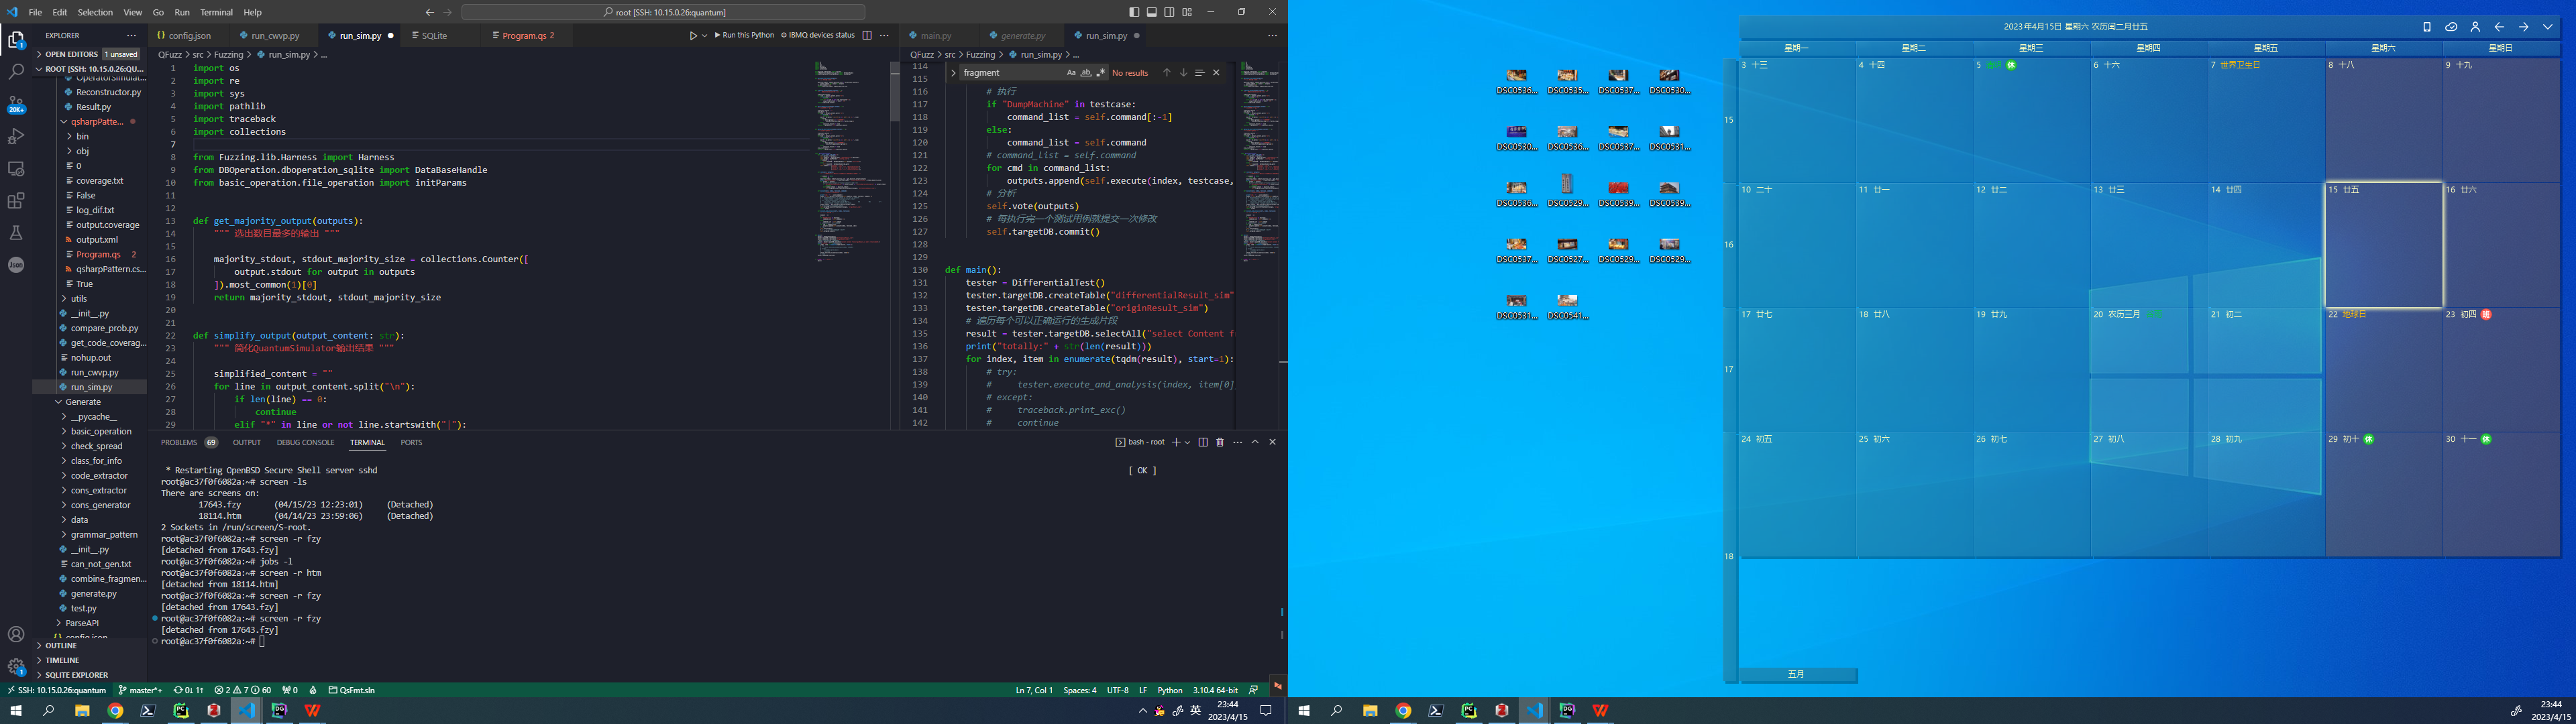 File Edit Selection View Go Run Terminal Help
root [SSH: 10.15.0.26:quantum]
EXPLORER
OPEN EDITORS 1 unsaved
ROOT [SSH: 10.15.0.26:QU...
OperatorSimulat...
Reconstructor.py
Result.py
qsharpPatte...
bin
obj
0
coverage.txt
False
log_dif.txt
output.coverage
output.xml
Program.qs 2
qsharpPattern.cs...
True
utils
__init__.py
compare_prob.py
get_code_coverag...
nohup.out
run_cwvp.py
run_sim.py
Generate
__pycache__
basic_operation
check_spread
class_for_info
code_extractor
cons_extractor
cons_generator
data
grammar_pattern
__init__.py
can_not_gen.txt
combine_fragmen...
generate.py
test.py
ParseAPI
config.json
OUTLINE
TIMELINE
SQLITE EXPLORER
20K+
Json
config.json run_cwvp.py run_sim.py SQLite Program.qs 2
Run this Python IBMQ devices status
QFuzz > src > Fuzzing > run_sim.py > ...
1 import os
2 import re
3 import sys
4 import pathlib
5 import traceback
6 import collections
7
8 from Fuzzing.lib.Harness import Harness
9 from DBOperation.dboperation_sqlite import DataBaseHandle
10 from basic_operation.file_operation import initParams
11
12
13 def get_majority_output(outputs):
14 """ 选出数目最多的输出 """
15
16 majority_stdout, stdout_majority_size = collections.Counter([
17 output.stdout for output in outputs
18 ]).most_common(1)[0]
19 return majority_stdout, stdout_majority_size
20
21
22 def simplify_output(output_content: str):
23 """ 简化QuantumSimulator输出结果 """
24
25 simplified_content = ""
26 for line in output_content.split("\n"):
27 if len(line) == 0:
28 continue
29 elif "*" in line or not line.startswith("|"):
main.py generate.py run_sim.py
QFuzz > src > Fuzzing > run_sim.py > ...
fragment
Aa ab No results
114
115
116 # 执行
117 if "DumpMachine" in testcase:
118 command_list = self.command[:-1]
119 else:
120 command_list = self.command
121 # command_list = self.command
122 for cmd in command_list:
123 outputs.append(self.execute(index, testcase,
124 # 分析
125 self.vote(outputs)
126 # 每执行完一个测试用例就提交一次修改
127 self.targetDB.commit()
128
129
130 def main():
131 tester = DifferentialTest()
132 tester.targetDB.createTable("differentialResult_sim"
133 tester.targetDB.createTable("originResult_sim")
134 # 遍历每个可以正确运行的生成片段
135 result = tester.targetDB.selectAll("select Content f
136 print("totally:" + str(len(result)))
137 for index, item in enumerate(tqdm(result), start=1):
138 # try:
139 # tester.execute_and_analysis(index, item[0]
140 # except:
141 # traceback.print_exc()
142 # continue
PROBLEMS 69 OUTPUT DEBUG CONSOLE TERMINAL PORTS
bash - root
* Restarting OpenBSD Secure Shell server sshd [ OK ]
root@ac37f0f6082a:~# screen -ls
There are screens on:
17643.fzy (04/15/23 12:23:01) (Detached)
18114.htm (04/14/23 23:59:06) (Detached)
2 Sockets in /run/screen/S-root.
root@ac37f0f6082a:~# screen -r fzy
[detached from 17643.fzy]
root@ac37f0f6082a:~# jobs -l
root@ac37f0f6082a:~# screen -r htm
[detached from 18114.htm]
root@ac37f0f6082a:~# screen -r fzy
[detached from 17643.fzy]
root@ac37f0f6082a:~# screen -r fzy
[detached from 17643.fzy]
root@ac37f0f6082a:~#
SSH: 10.15.0.26:quantum master*+ 0↓ 1↑ 2 7 60 0 QsFmt.sln
Ln 7, Col 1 Spaces: 4 UTF-8 LF Python 3.10.4 64-bit
英 23:44
2023/4/15
DSC0536... DSC0535... DSC0537... DSC0530...
DSC0530... DSC0536... DSC0537... DSC0531...
DSC0536... DSC0529... DSC0539... DSC0539...
DSC0537... DSC0527... DSC0529... DSC0529...
DSC0531... DSC0541...
2023年4月15日 星期六 农历闰二月廿五
星期一 星期二 星期三 星期四 星期五 星期六 星期日
15
3 十三 4 十四 5 休 6 十六 7 世界卫生日 8 十八 9 十九
16
10 二十 11 廿一 12 廿二 13 廿三 14 廿四 15 廿五 16 廿六
17
17 廿七 18 廿八 19 廿九 20 农历三月 21 初二 22 地球日 23 初四 班
18
24 初五 25 初六 26 初七 27 初八 28 初九 29 初十 休 30 十一 休
五月
23:44
2023/4/15